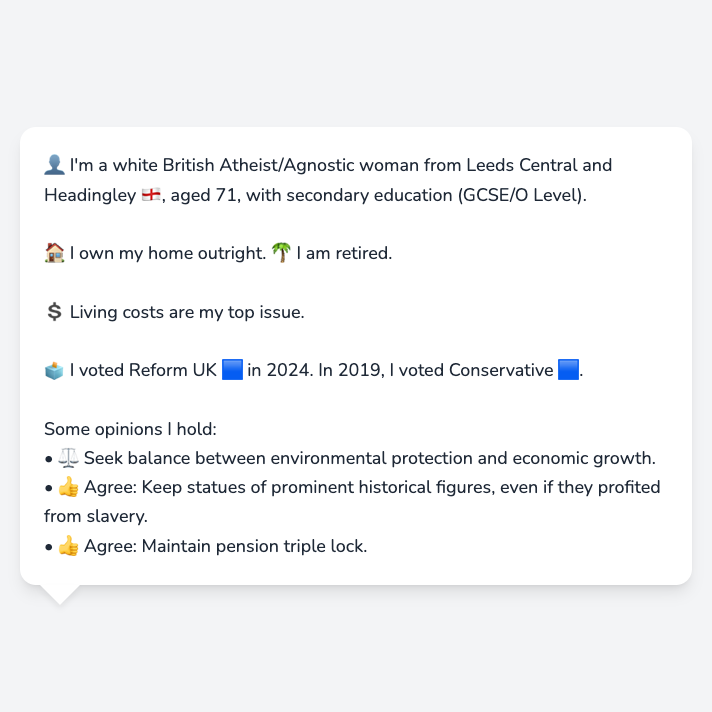 👤 I'm a white British Atheist/Agnostic woman from Leeds Central and
Headingley 🏴󠁧󠁢󠁥󠁮󠁧󠁿, aged 71, with secondary education (GCSE/O Level).
🏠 I own my home outright. 🌴 I am retired.
💲 Living costs are my top issue.
🗳️ I voted Reform UK 🟦 in 2024. In 2019, I voted Conservative 🟦.
Some opinions I hold:
• ⚖️ Seek balance between environmental protection and economic growth.
• 👍 Agree: Keep statues of prominent historical figures, even if they profited
from slavery.
• 👍 Agree: Maintain pension triple lock.